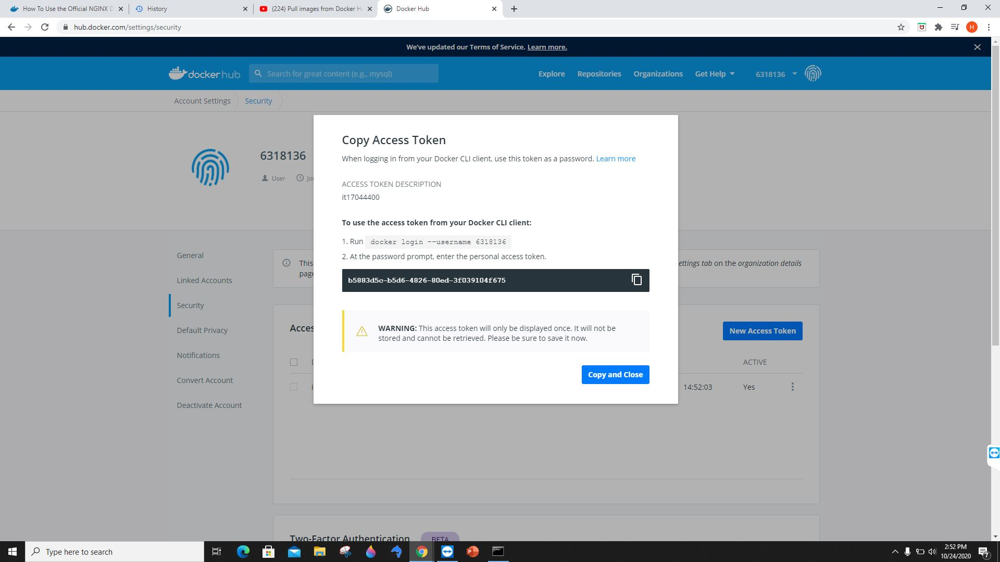 How To Use the Official NGINX D
History
(224) Pull images from Docker H
Docker Hub
hub.docker.com/settings/security
H
We've updated our Terms of Service. Learn more.
docker hub
Search for great content (e.g., mysql)
Explore
Repositories
Organizations
Get Help
6318136
Account Settings
Security
6318136
User
Joi
Copy Access Token
When logging in from your Docker CLI client, use this token as a password. Learn more
ACCESS TOKEN DESCRIPTION
it17044400
To use the access token from your Docker CLI client:
1. Run docker login --username 6318136
2. At the password prompt, enter the personal access token.
b5883d5c-b5d6-4826-80ed-3f039104f675
WARNING: This access token will only be displayed once. It will not be
stored and cannot be retrieved. Please be sure to save it now.
Copy and Close
General
Linked Accounts
Security
Default Privacy
Notifications
Convert Account
Deactivate Account
This
page
ettings tab on the organization details
Acces
New Access Token
ACTIVE
14:52:03
Yes
Two-Factor Authentication
BETA
Type here to search
2:52 PM
10/24/2020
7